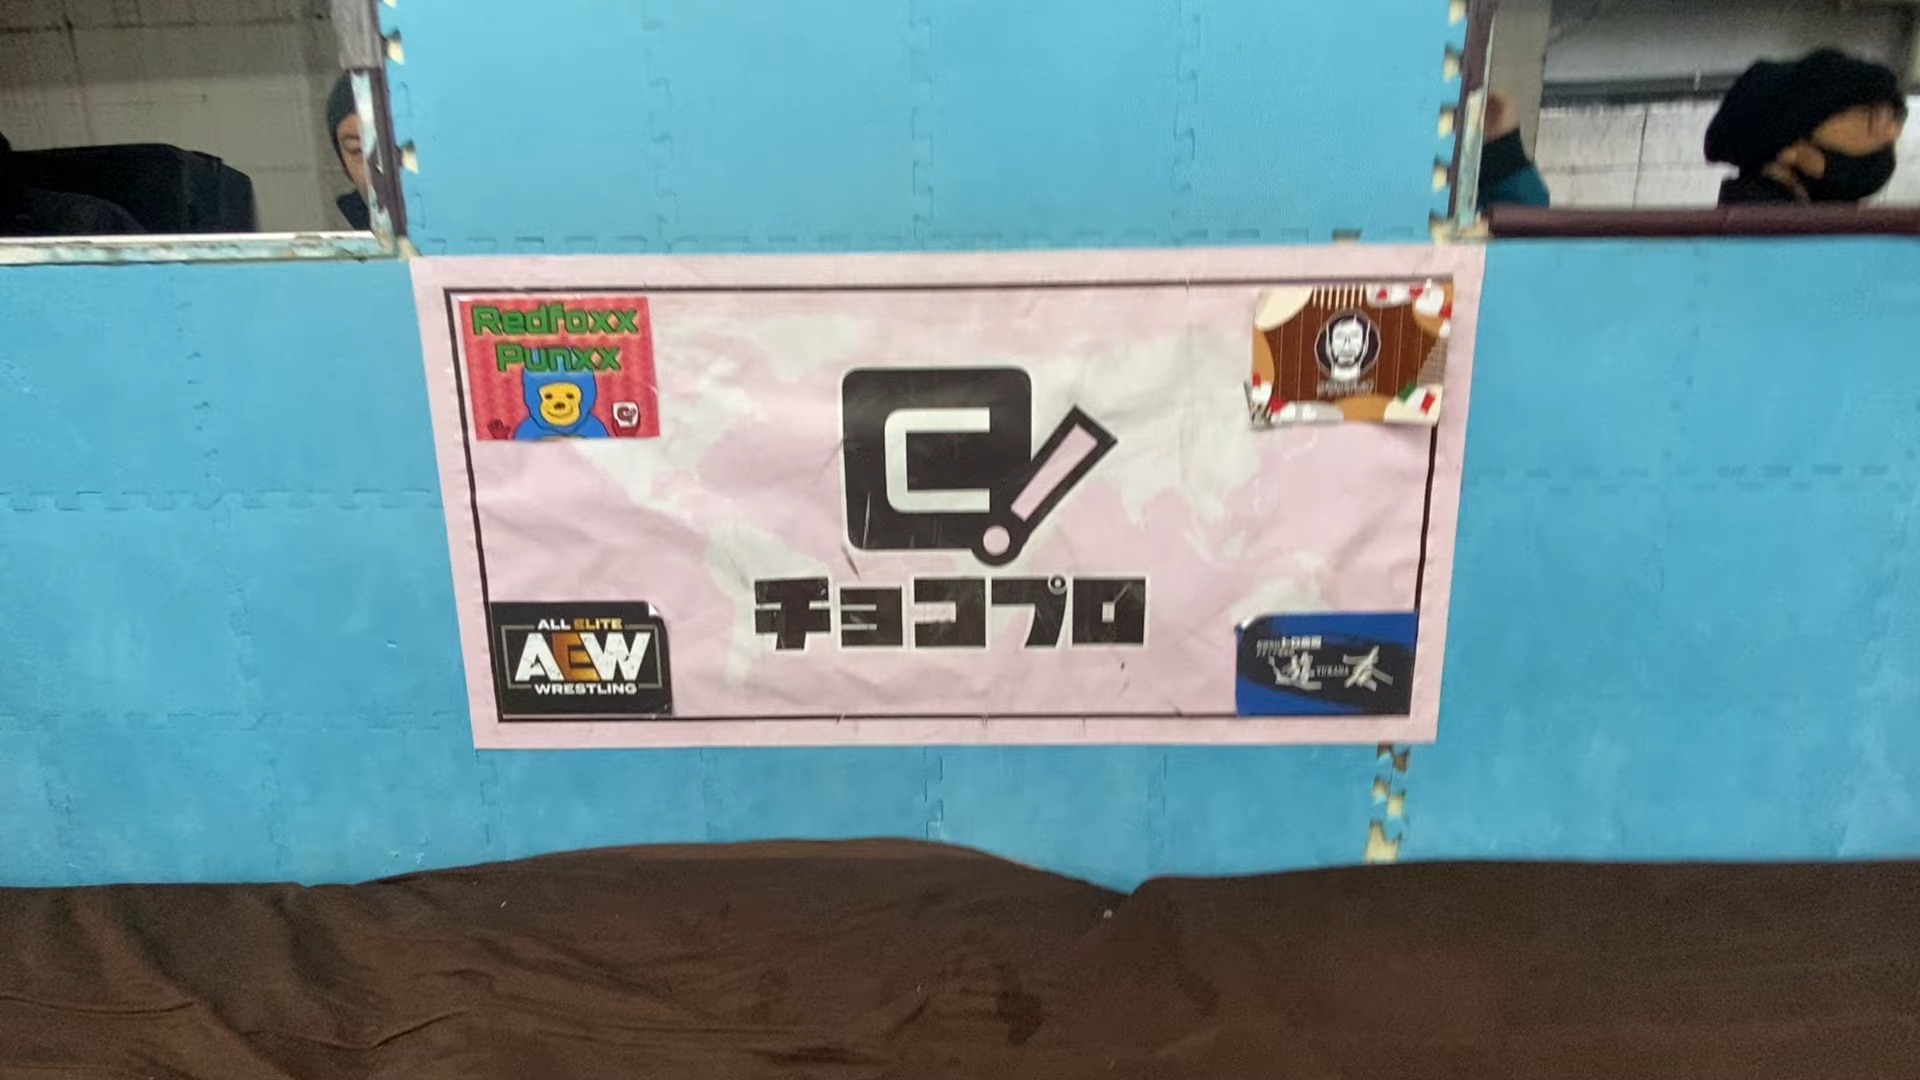 Redfoxx
Punxx
C!
チョコプロ
ALL ELITE
AEW
WRESTLING